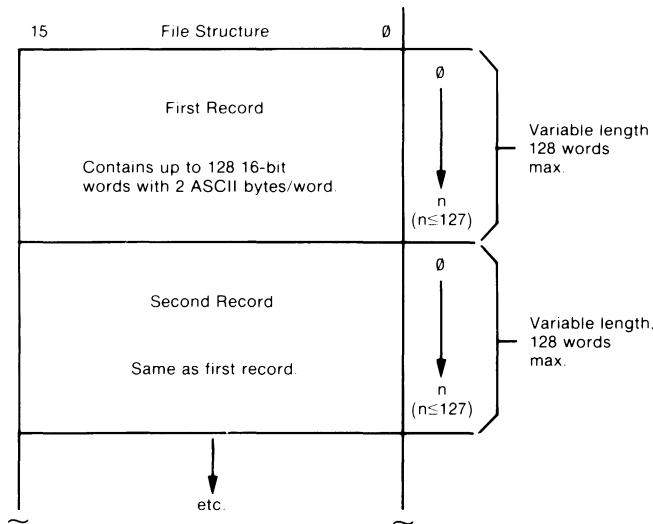 15 File Structure Ø
First Record
Contains up to 128 16-bit
words with 2 ASCII bytes/word.
Ø
n
(n≤127)
Variable length
128 words
max.
Second Record
Same as first record.
Ø
n
(n≤127)
Variable length,
128 words
max.
etc.